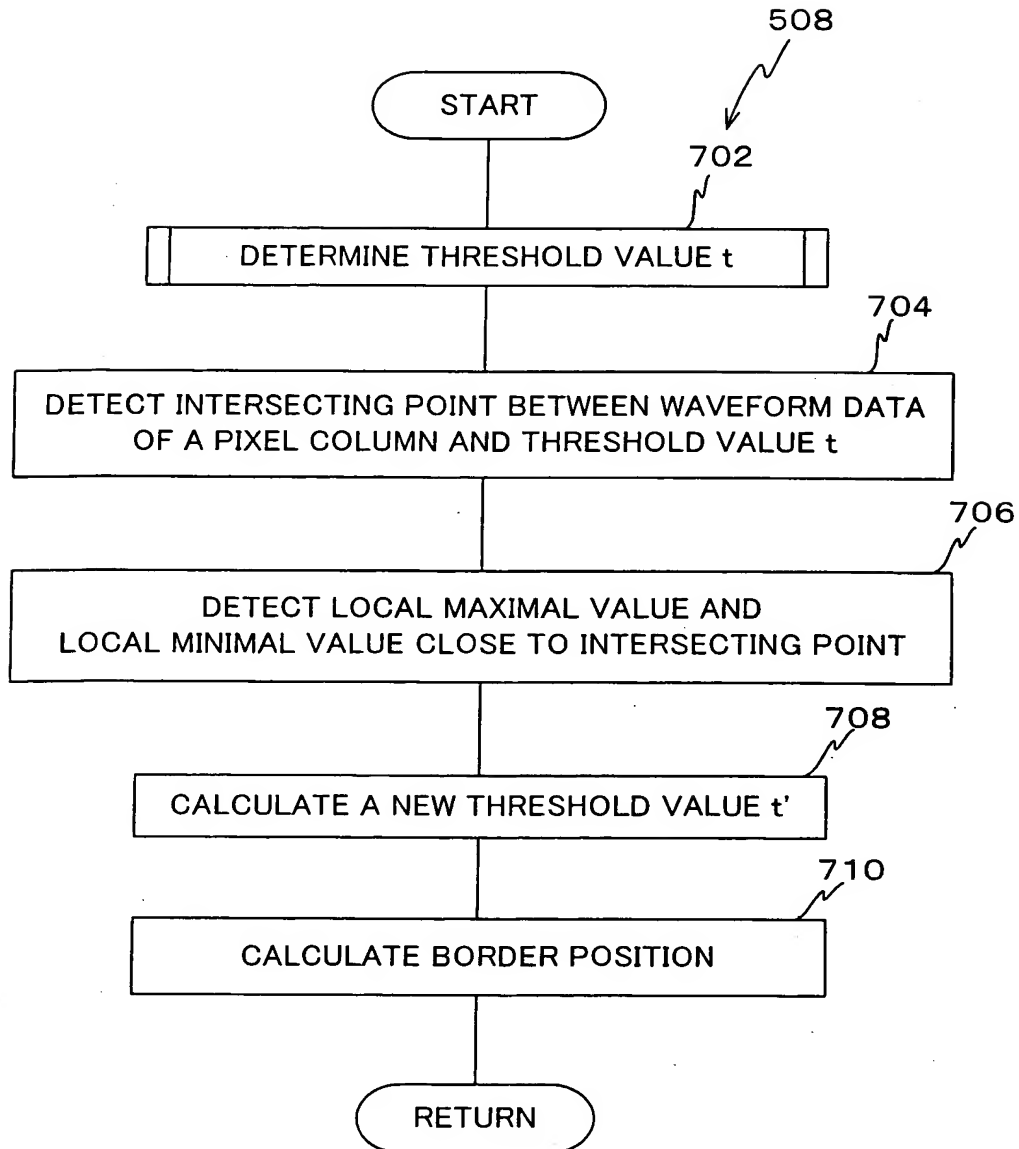 508
START
702
DETERMINE THRESHOLD VALUE t
704
DETECT INTERSECTING POINT BETWEEN WAVEFORM DATA
OF A PIXEL COLUMN AND THRESHOLD VALUE t
706
DETECT LOCAL MAXIMAL VALUE AND
LOCAL MINIMAL VALUE CLOSE TO INTERSECTING POINT
708
CALCULATE A NEW THRESHOLD VALUE t'
710
CALCULATE BORDER POSITION
RETURN